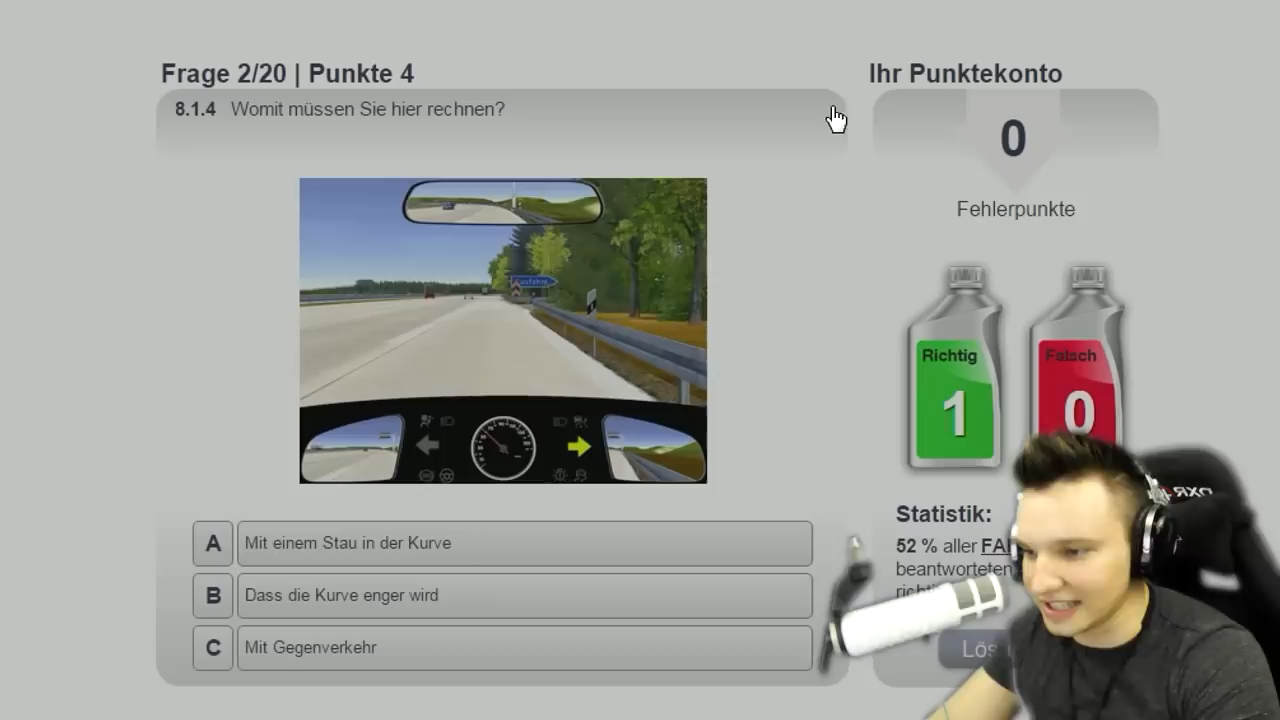 Frage 2/20 | Punkte 4
Ihr Punktekonto
8.1.4 Womit müssen Sie hier rechnen?
0
Fehlerpunkte
Ausfahrt
Richtig
1
Falsch
0
A Mit einem Stau in der Kurve
B Dass die Kurve enger wird
C Mit Gegenverkehr
Statistik:
52 % aller
beantworteten